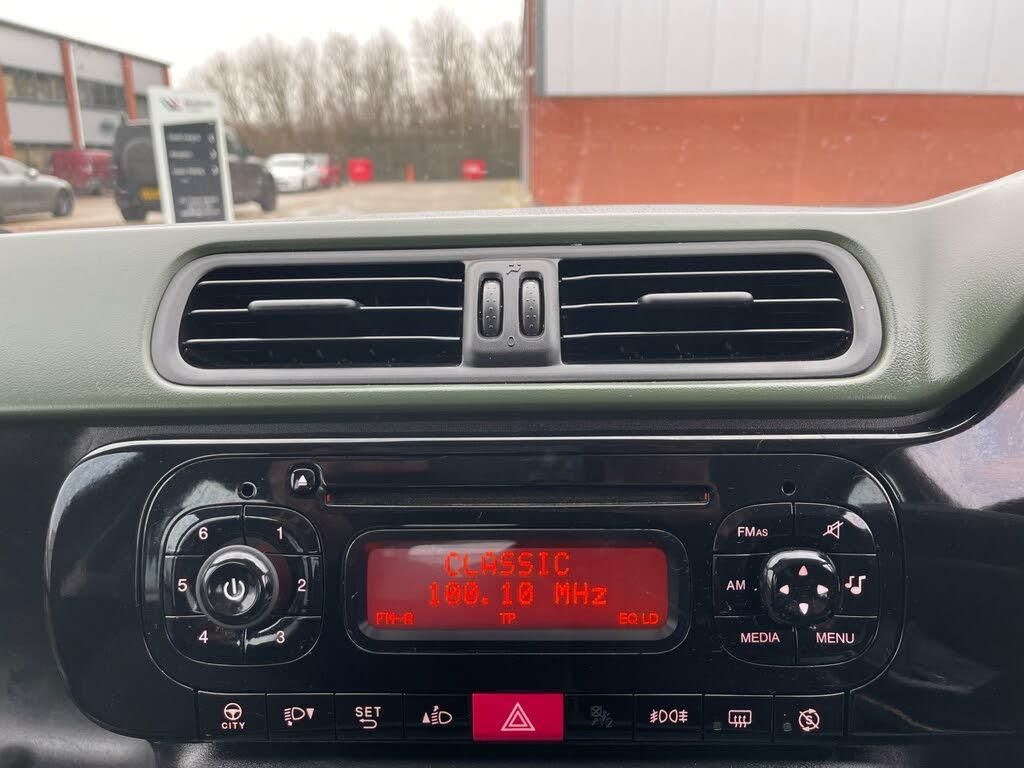 6 1
5 2
4 3
CLASSIC
100.10 MHz
FM-A TP EQ LD
FMAS
AM
MEDIA MENU
CITY
SET
0